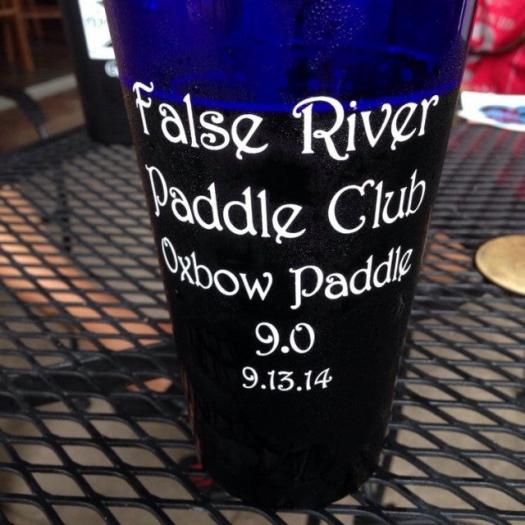 False River
Paddle Club
Oxbow Paddle
9.0
9.13.14